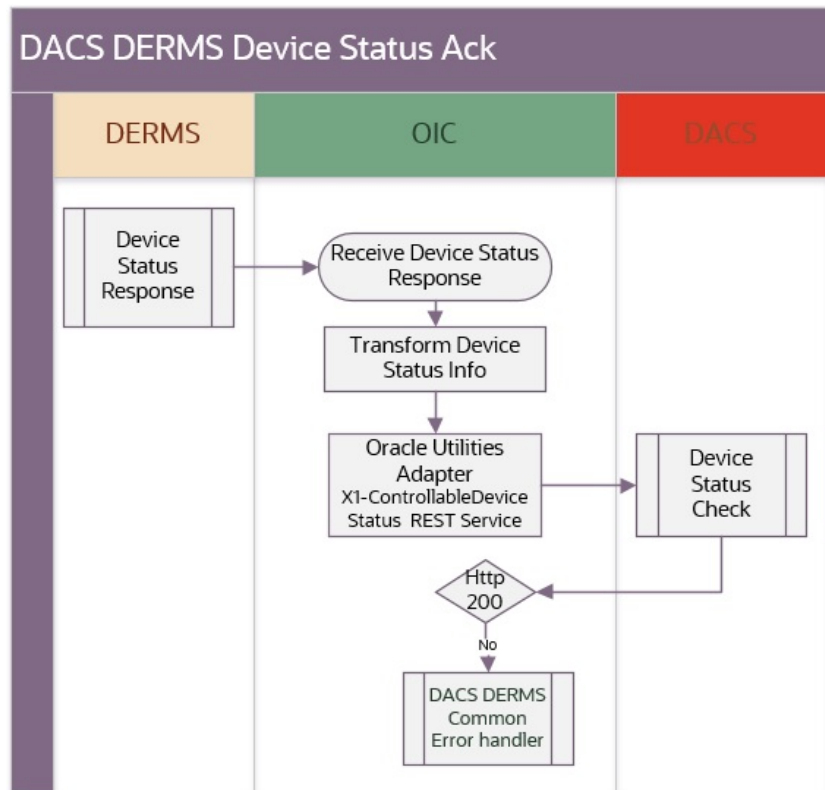 DACS DERMS Device Status Ack
DERMS
OIC
DACS
Device
Status
Response
Receive Device Status
Response
Transform Device
Status Info
Oracle Utilities
Adapter
X1-ControllableDevice
Status REST Service
Device
Status
Check
Http
200
No
DACS DERMS
Common
Error handler